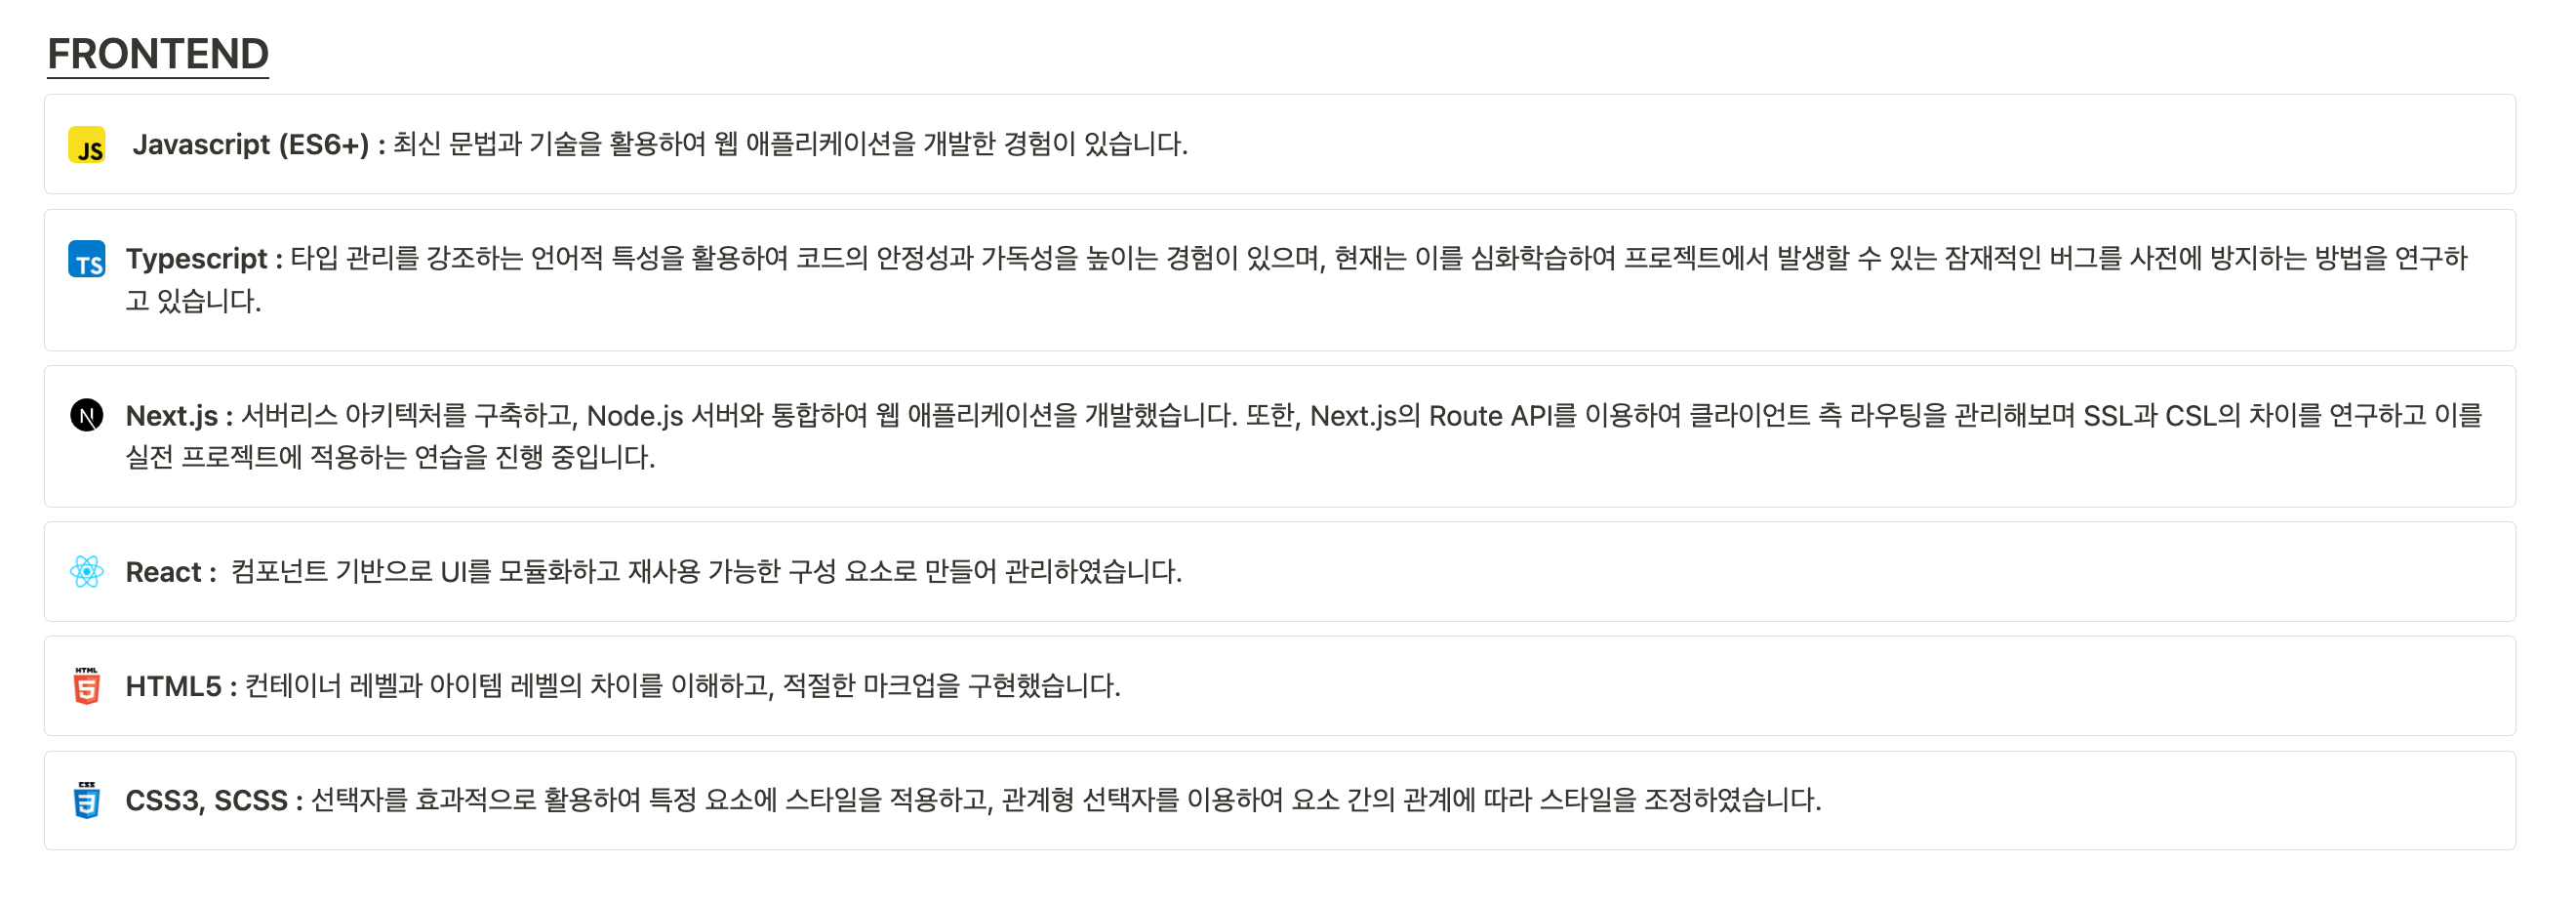 FRONTEND
JS Javascript (ES6+) : 최신 문법과 기술을 활용하여 웹 애플리케이션을 개발한 경험이 있습니다.
TS Typescript : 타입 관리를 강조하는 언어적 특성을 활용하여 코드의 안정성과 가독성을 높이는 경험이 있으며, 현재는 이를 심화학습하여 프로젝트에서 발생할 수 있는 잠재적인 버그를 사전에 방지하는 방법을 연구하
고 있습니다.
N Next.js : 서버리스 아키텍처를 구축하고, Node.js 서버와 통합하여 웹 애플리케이션을 개발했습니다. 또한, Next.js의 Route API를 이용하여 클라이언트 측 라우팅을 관리해보며 SSL과 CSL의 차이를 연구하고 이를
실전 프로젝트에 적용하는 연습을 진행 중입니다.
React : 컴포넌트 기반으로 UI를 모듈화하고 재사용 가능한 구성 요소로 만들어 관리하였습니다.
HTML 5 HTML5 : 컨테이너 레벨과 아이템 레벨의 차이를 이해하고, 적절한 마크업을 구현했습니다.
CSS 3 CSS3, SCSS : 선택자를 효과적으로 활용하여 특정 요소에 스타일을 적용하고, 관계형 선택자를 이용하여 요소 간의 관계에 따라 스타일을 조정하였습니다.